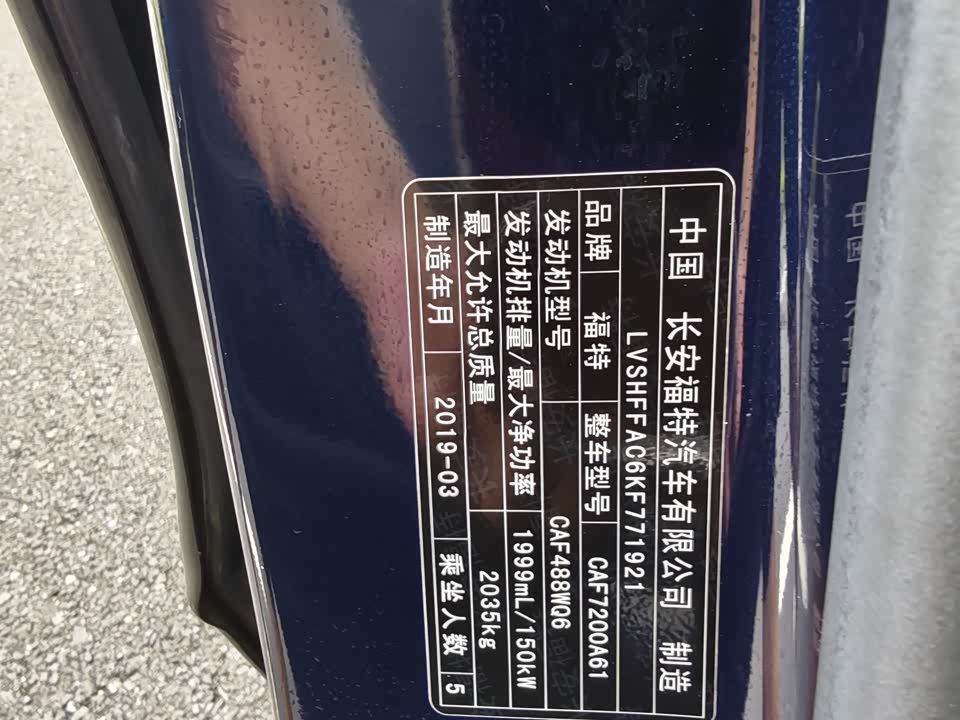 中国 长安福特汽车有限公司 制造
LVSHFFAC6KF771921
品牌 福特 整车型号 CAF7200A61
发动机型号 CAF488WQ6
发动机排量/最大净功率 1999mL/150kW
最大允许总质量 2035kg
制造年月 2019-03 乘坐人数 5